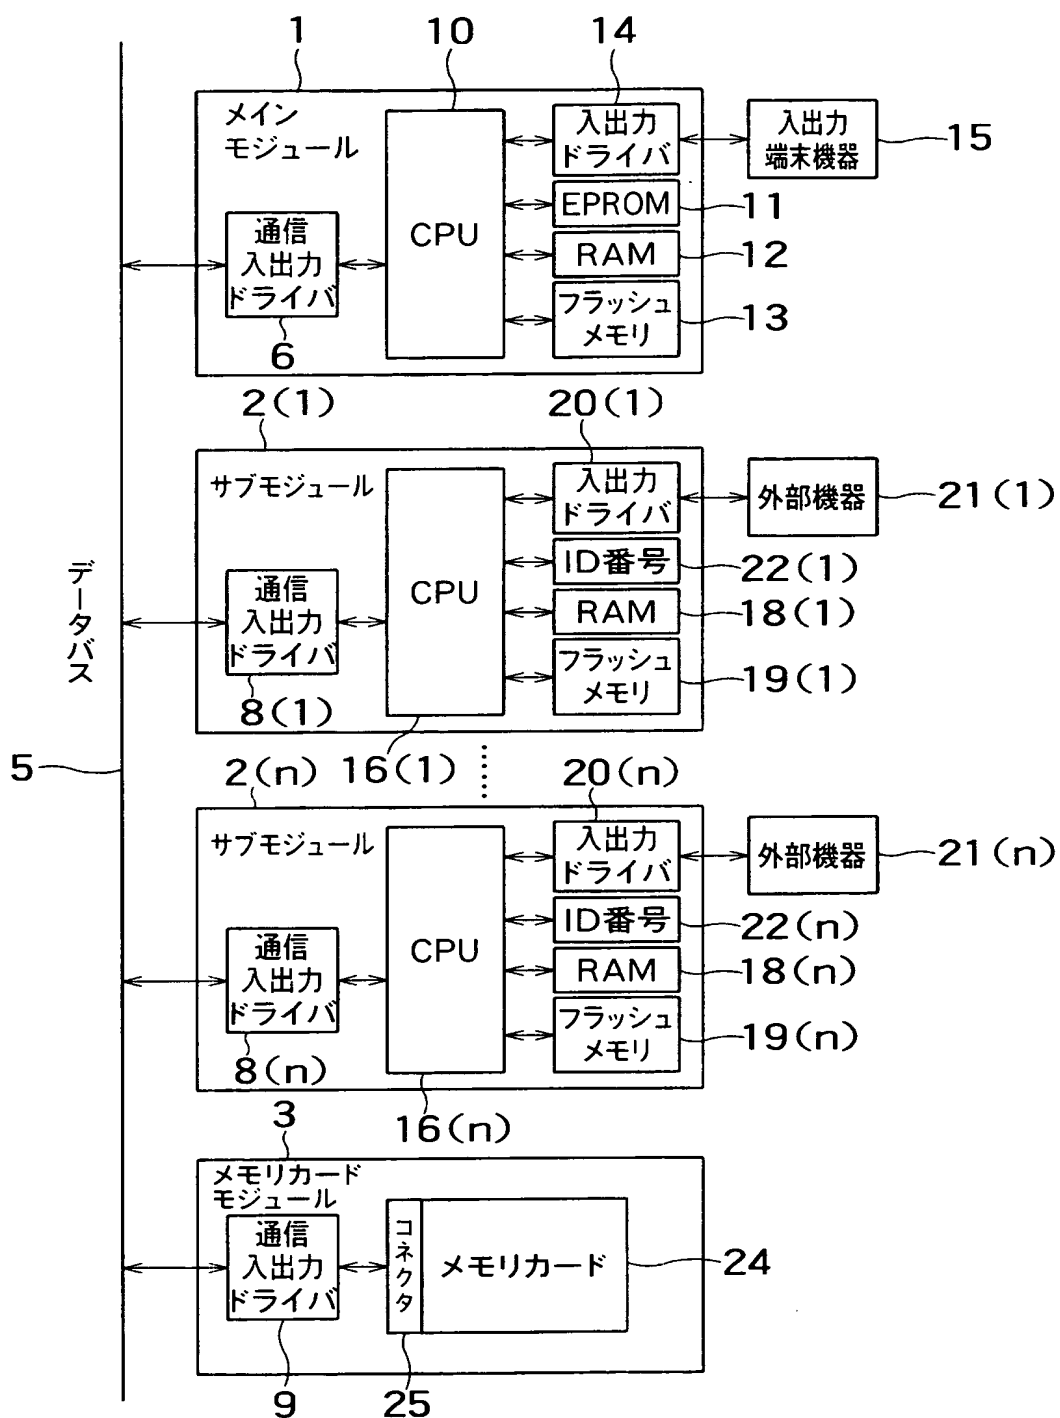 1
10
14
メイン
モジュール
CPU
入出力
ドライバ
入出力
端末機器
15
EPROM
11
通信
入出力
ドライバ
RAM
12
フラッシュ
メモリ
13
6
2(1)
20(1)
サブモジュール
CPU
入出力
ドライバ
外部機器
21(1)
ID番号
22(1)
通信
入出力
ドライバ
RAM
18(1)
フラッシュ
メモリ
19(1)
8(1)
データバス
5
16(1)
2(n)
20(n)
サブモジュール
CPU
入出力
ドライバ
外部機器
21(n)
ID番号
22(n)
通信
入出力
ドライバ
RAM
18(n)
フラッシュ
メモリ
19(n)
8(n)
16(n)
3
メモリカード
モジュール
通信
入出力
ドライバ
コネクタ
メモリカード
24
9
25